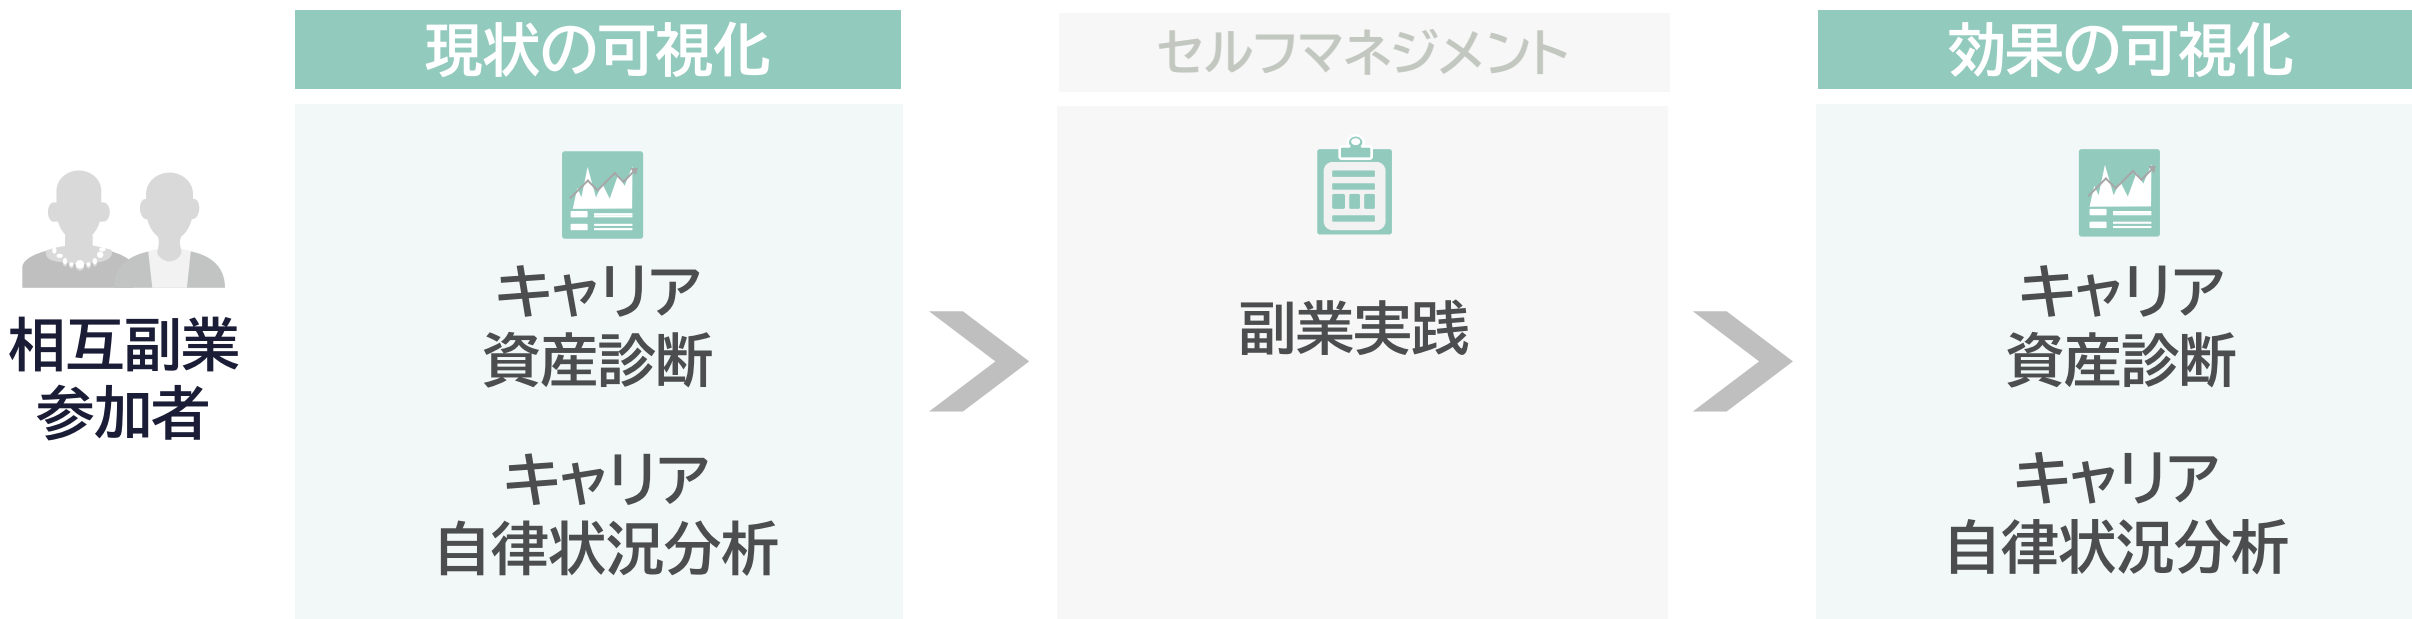 相互副業
参加者
現状の可視化
キャリア
資産診断
キャリア
自律状況分析
セルフマネジメント
副業実践
効果の可視化
キャリア
資産診断
キャリア
自律状況分析